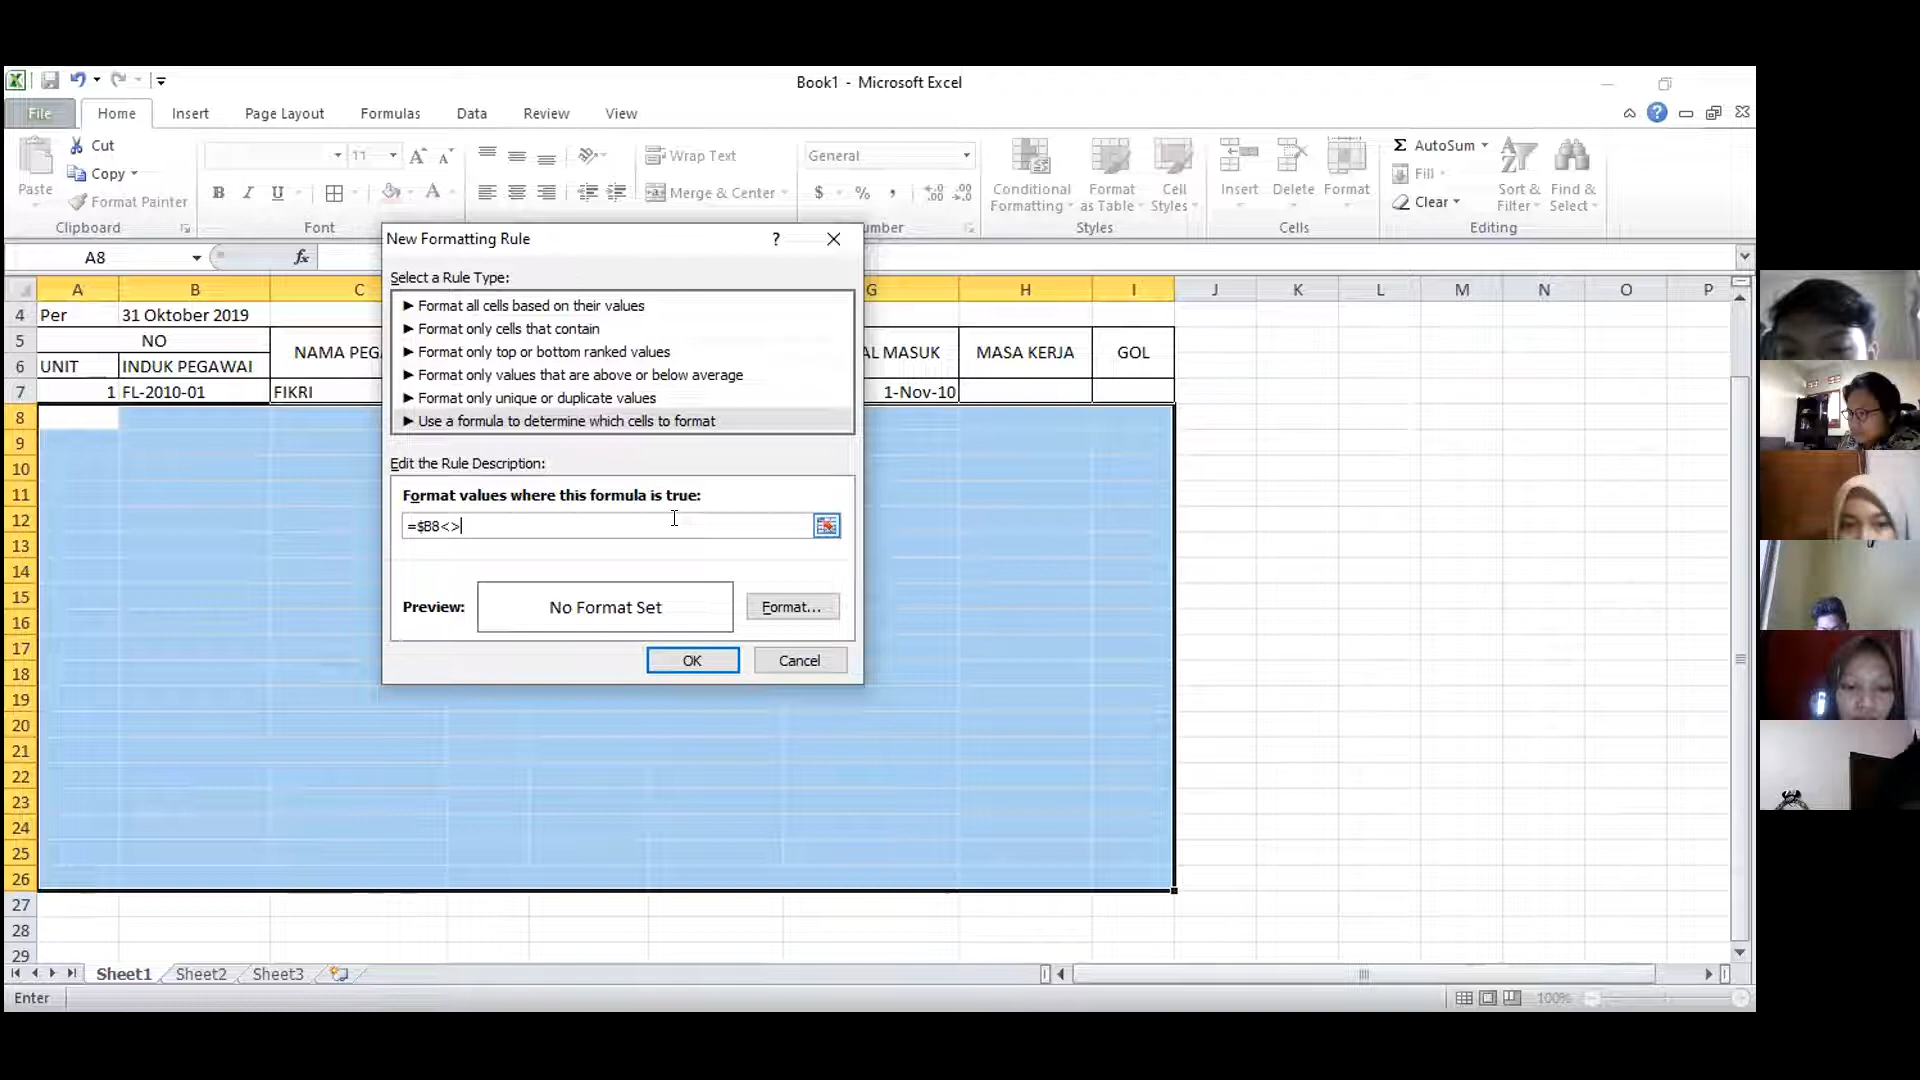 Book1 - Microsoft Excel
File Home Insert Page Layout Formulas Data Review View
Paste
Cut
Copy
Format Painter
Clipboard
11
B I U
Font
Wrap Text
Merge & Center
General
$ % ,
Conditional Formatting
Format as Table
Cell Styles
Styles
Insert Delete Format
Cells
Σ AutoSum
Fill
Clear
Sort & Filter
Find & Select
Editing
A8
fx
A B C G H I J K L M N O P
4 Per 31 Oktober 2019
5 NO
NAMA PEG
AL MASUK
MASA KERJA
GOL
6 UNIT INDUK PEGAWAI
7 1 FL-2010-01 FIKRI 1-Nov-10
8
9
10
11
12
13
14
15
16
17
18
19
20
21
22
23
24
25
26
27
28
29
New Formatting Rule
?
Select a Rule Type:
► Format all cells based on their values
► Format only cells that contain
► Format only top or bottom ranked values
► Format only values that are above or below average
► Format only unique or duplicate values
► Use a formula to determine which cells to format
Edit the Rule Description:
Format values where this formula is true:
=$B8<>
Preview:
No Format Set
Format...
OK
Cancel
Sheet1 Sheet2 Sheet3
Enter
100%